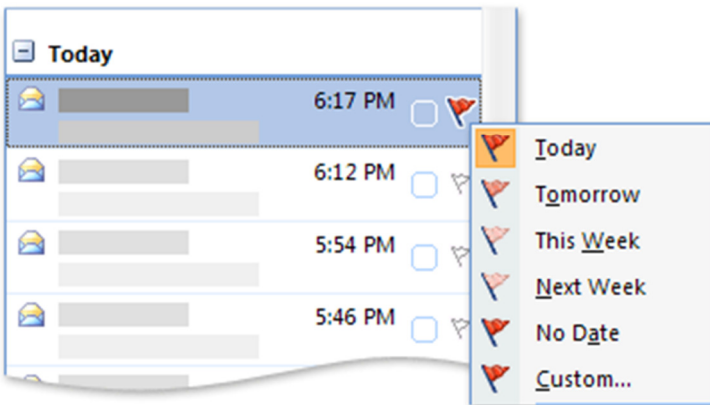 Today
6:17 PM
6:12 PM
5:54 PM
5:46 PM
Today
Tomorrow
This Week
Next Week
No Date
Custom...